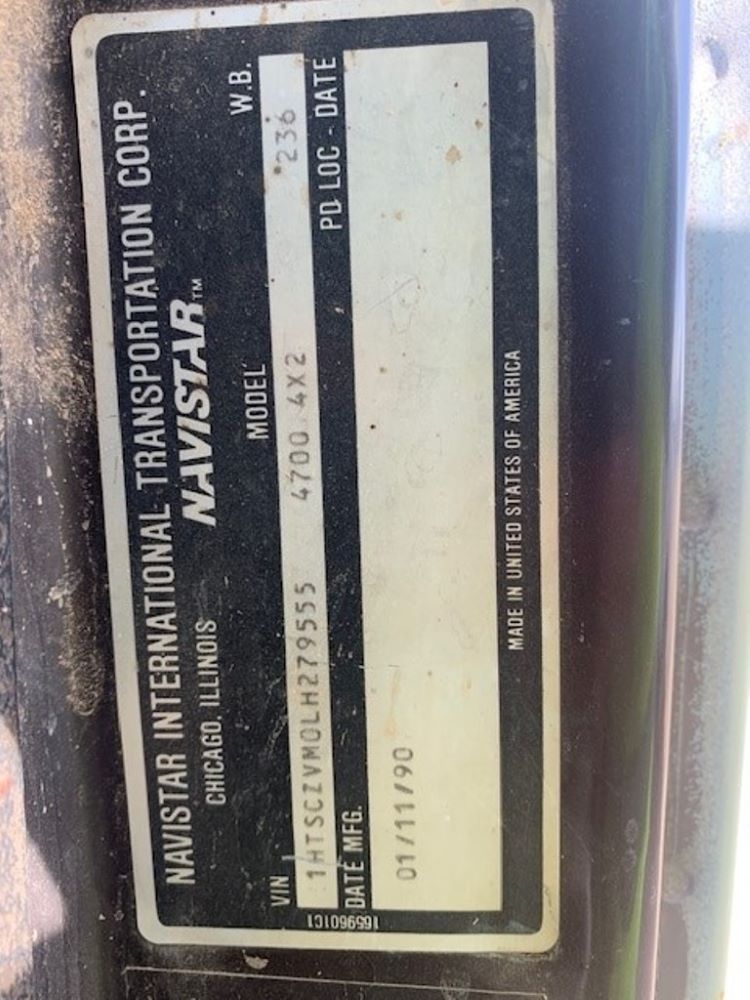 NAVISTAR INTERNATIONAL TRANSPORTATION CORP.
CHICAGO, ILLINOIS NAVISTAR™
VIN MODEL W.B.
1HTSCZVM0LH279555 4700 4X2 236
DATE MFG. PD LOC - DATE
01/11/90
MADE IN UNITED STATES OF AMERICA
1659601C1